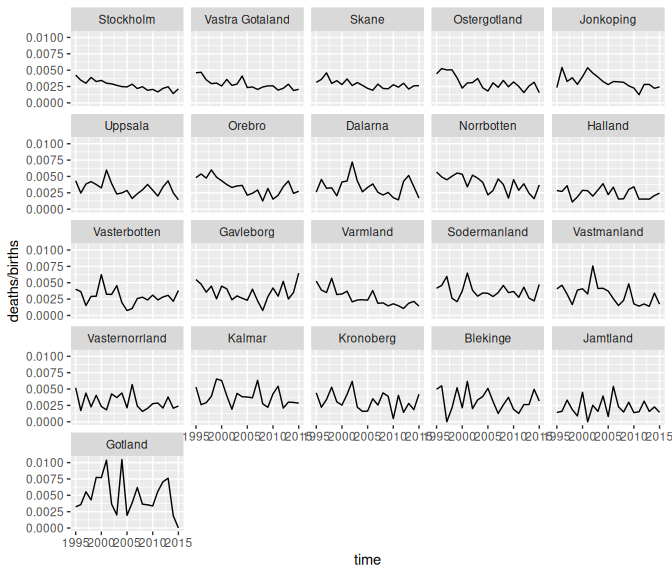 Stockholm Vastra Gotaland Skane Ostergotland Jonkoping
0.0100
0.0075
0.0050
0.0025
0.0000
Uppsala Orebro Dalarna Norrbotten Halland
0.0100
0.0075
0.0050
0.0025
0.0000
Vasterbotten Gavleborg Varmland Sodermanland Vastmanland
0.0100
0.0075
0.0050
0.0025
0.0000
deaths/births
Vasternorrland Kalmar Kronoberg Blekinge Jamtland
0.0100
0.0075
0.0050
0.0025
0.0000
1995 2000 2005 2010 2015 1995 2000 2005 2010 2015 1995 2000 2005 2010 2015 1995 2000 2005 2010 2015
Gotland
0.0100
0.0075
0.0050
0.0025
0.0000
1995 2000 2005 2010 2015
time